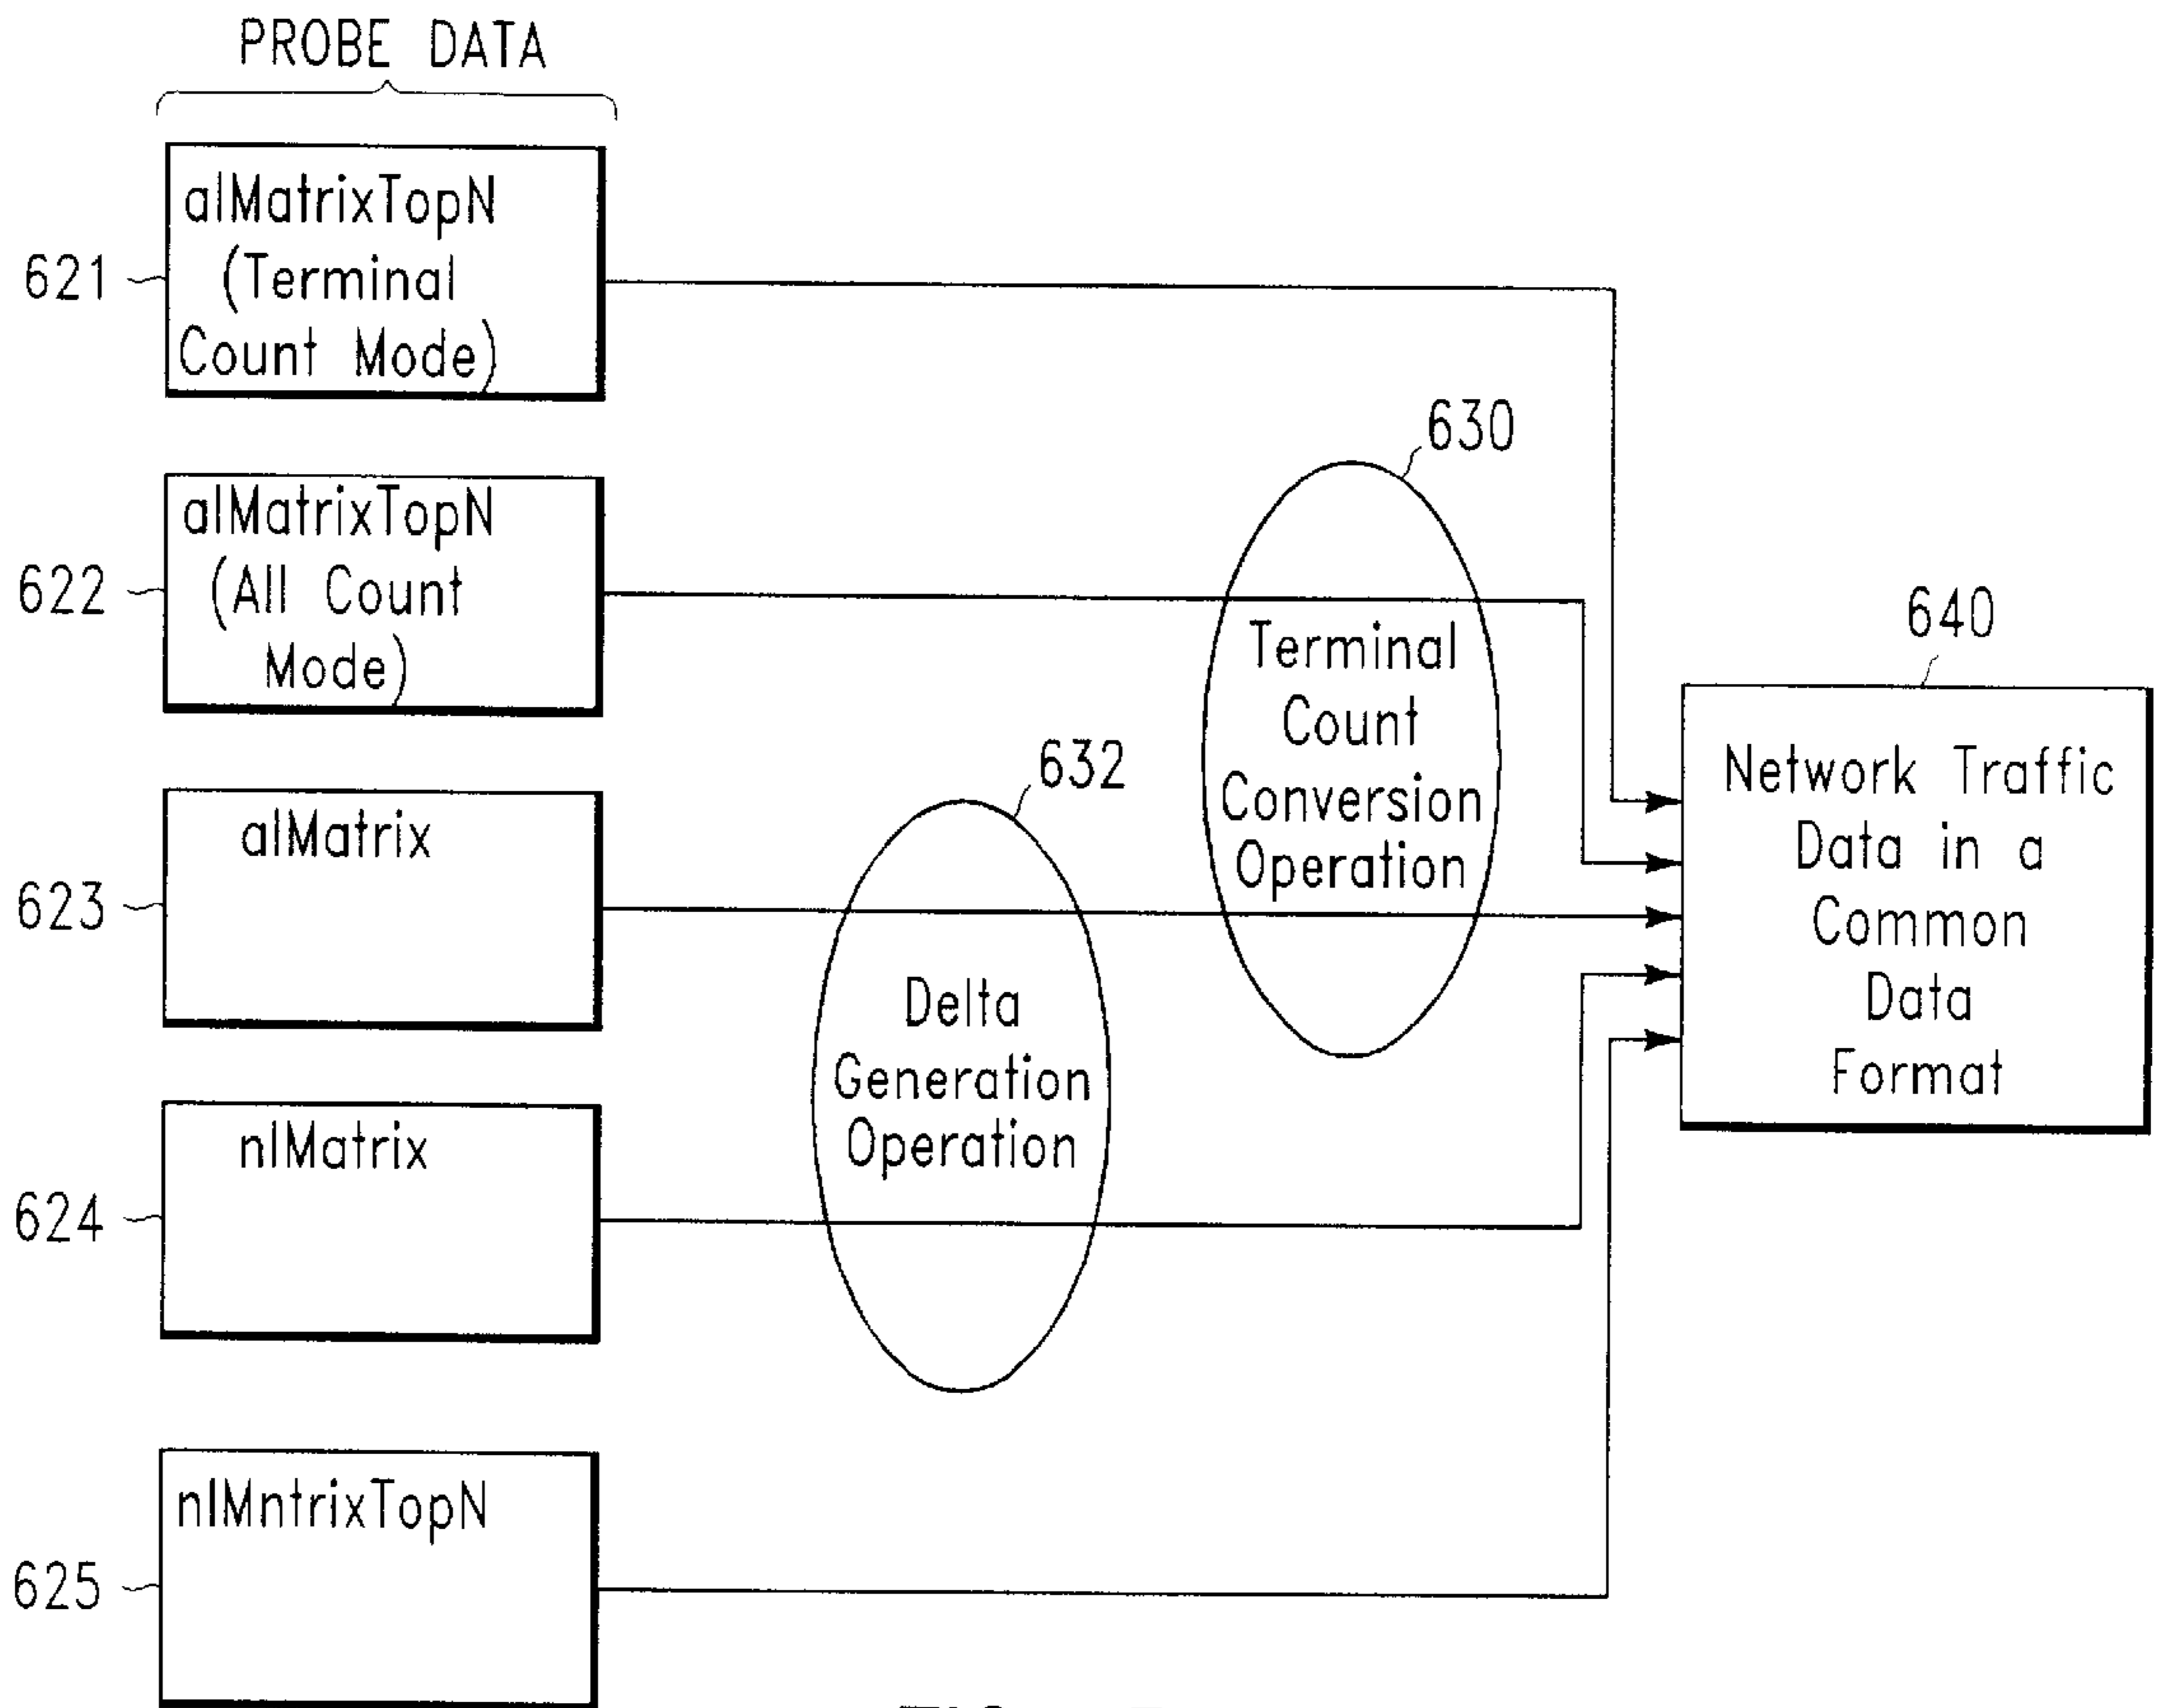 PROBE DATA
alMatrixTopN
(Terminal
Count Mode)
621
630
alMatrixTopN
(All Count
Mode)
622
Terminal
Count
Conversion
Operation
640
Network Traffic
Data in a
Common
Data
Format
632
alMatrix
623
Delta
Generation
Operation
nlMatrix
624
nlMntrixTopN
625